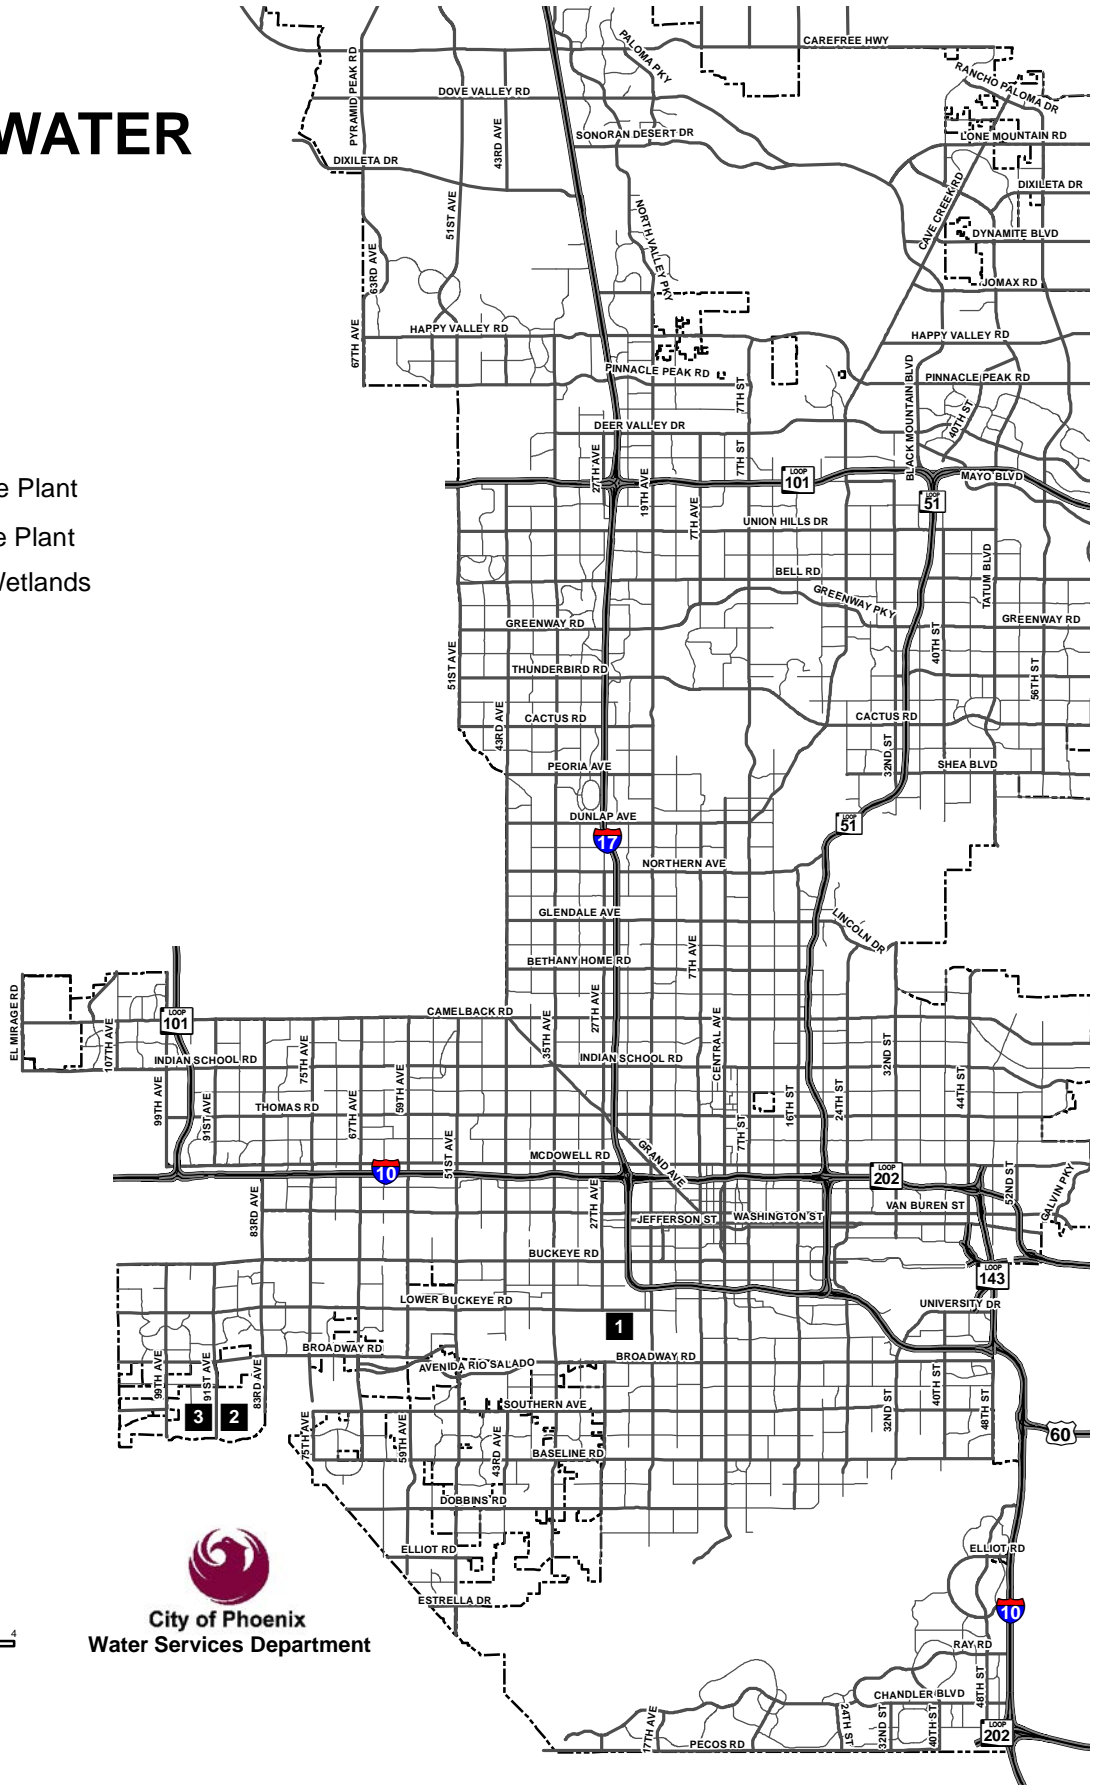 CAREFREE HWY
PALOMA PKY
PYRAMID PEAK RD
RANCHO PALOMA DR
DOVE VALLEY RD
WATER
43RD AVE
SONORAN DESERT DR
LONE MOUNTAIN RD
DIXILETA DR
DIXILETA DR
51ST AVE
NORTH VALLEY PKY
CAVE CREEK RD
DYNAMITE BLVD
63RD AVE
JOMAX RD
HAPPY VALLEY RD
HAPPY VALLEY RD
67TH AVE
PINNACLE PEAK RD
PINNACLE PEAK RD
7TH ST
BLACK MOUNTAIN BLVD
40TH ST
DEER VALLEY DR
27TH AVE
7TH ST
19TH AVE
LOOP
101
MAYO BLVD
e Plant
LOOP
51
7TH AVE
UNION HILLS DR
e Plant
BELL RD
TATUM BLVD
Wetlands
GREENWAY PKY
GREENWAY RD
GREENWAY RD
40TH ST
51ST AVE
THUNDERBIRD RD
56TH ST
43RD AVE
CACTUS RD
CACTUS RD
32ND ST
PEORIA AVE
SHEA BLVD
DUNLAP AVE
LOOP
51
17
NORTHERN AVE
GLENDALE AVE
LINCOLN DR
BETHANY HOME RD
7TH AVE
EL MIRAGE RD
107TH AVE
LOOP
101
CAMELBACK RD
27TH AVE
35TH AVE
CENTRAL AVE
INDIAN SCHOOL RD
75TH AVE
INDIAN SCHOOL RD
32ND ST
99TH AVE
91ST AVE
THOMAS RD
67TH AVE
59TH AVE
7TH ST
16TH ST
24TH ST
44TH ST
51ST AVE
MCDOWELL RD
GRAND AVE
10
LOOP
202
52ND ST
GALVIN PKY
83RD AVE
27TH AVE
JEFFERSON ST
WASHINGTON ST
VAN BUREN ST
BUCKEYE RD
LOOP
143
LOWER BUCKEYE RD
UNIVERSITY DR
1
BROADWAY RD
AVENIDA RIO SALADO
BROADWAY RD
99TH AVE
91ST AVE
83RD AVE
3
2
SOUTHERN AVE
32ND ST
40TH ST
48TH ST
75TH AVE
59TH AVE
43RD AVE
BASELINE RD
60
DOBBINS RD
ELLIOT RD
ELLIOT RD
ESTRELLA DR
10
City of Phoenix
Water Services Department
4
RAY RD
CHANDLER BLVD
48TH ST
17TH AVE
24TH ST
32ND ST
40TH ST
PECOS RD
LOOP
202